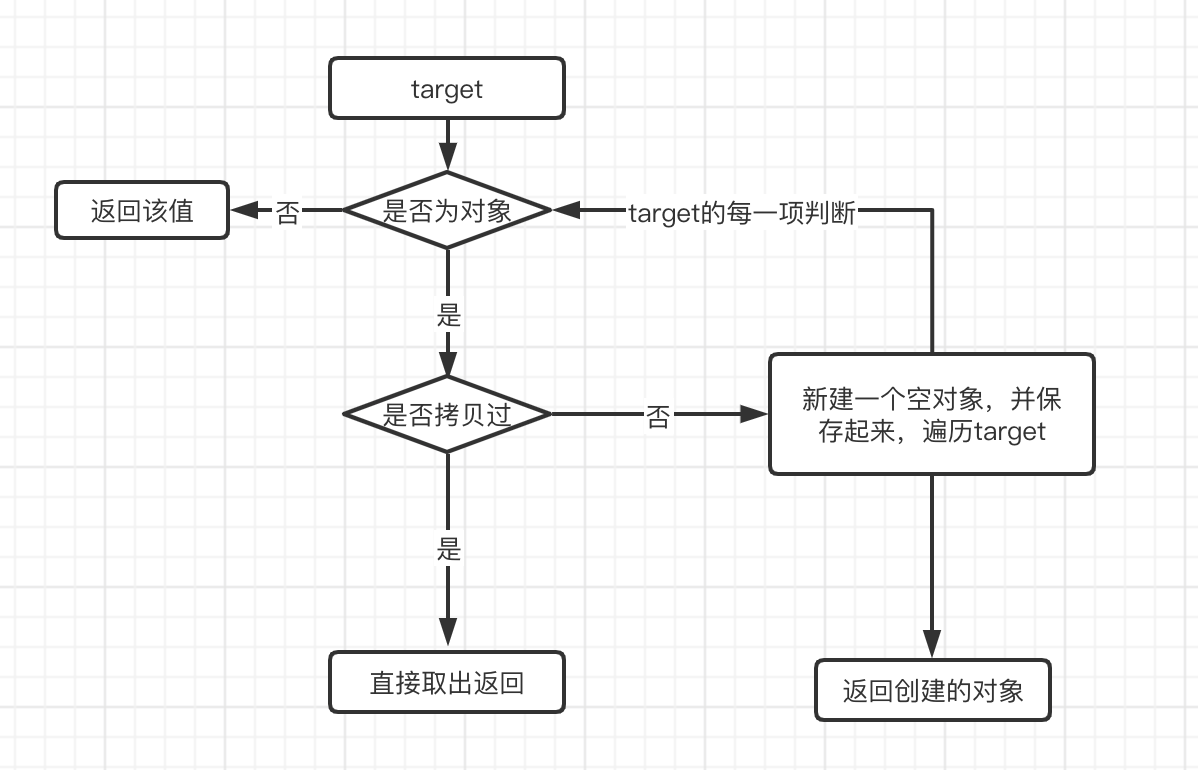 target
返回该值
否
是否为对象
target的每一项判断
是
新建一个空对象，并保
存起来，遍历target
是否拷贝过
否
是
直接取出返回
返回创建的对象